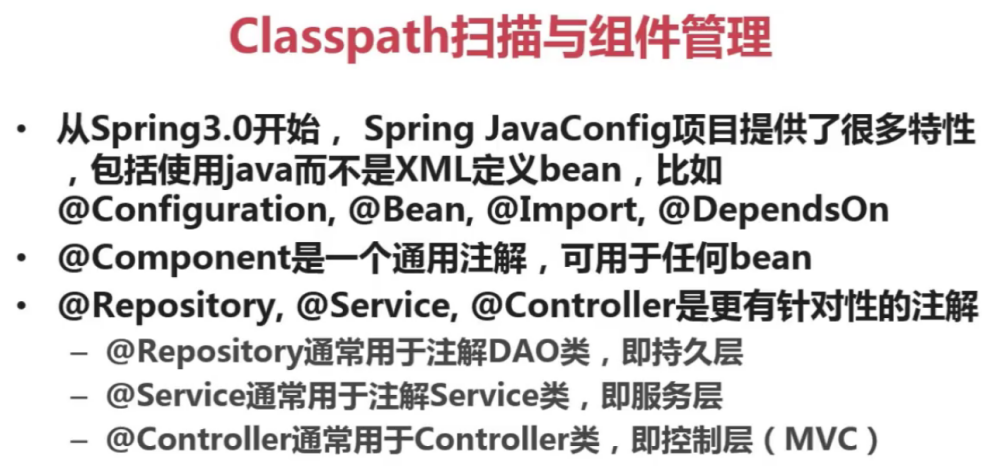 Classpath扫描与组件管理
• 从Spring3.0开始， Spring JavaConfig项目提供了很多特性
，包括使用java而不是XML定义bean，比如
@Configuration, @Bean, @Import, @DependsOn
• @Component是一个通用注解，可用于任何bean
• @Repository, @Service, @Controller是更有针对性的注解
– @Repository通常用于注解DAO类，即持久层
– @Service通常用于注解Service类，即服务层
– @Controller通常用于Controller类，即控制层（MVC）